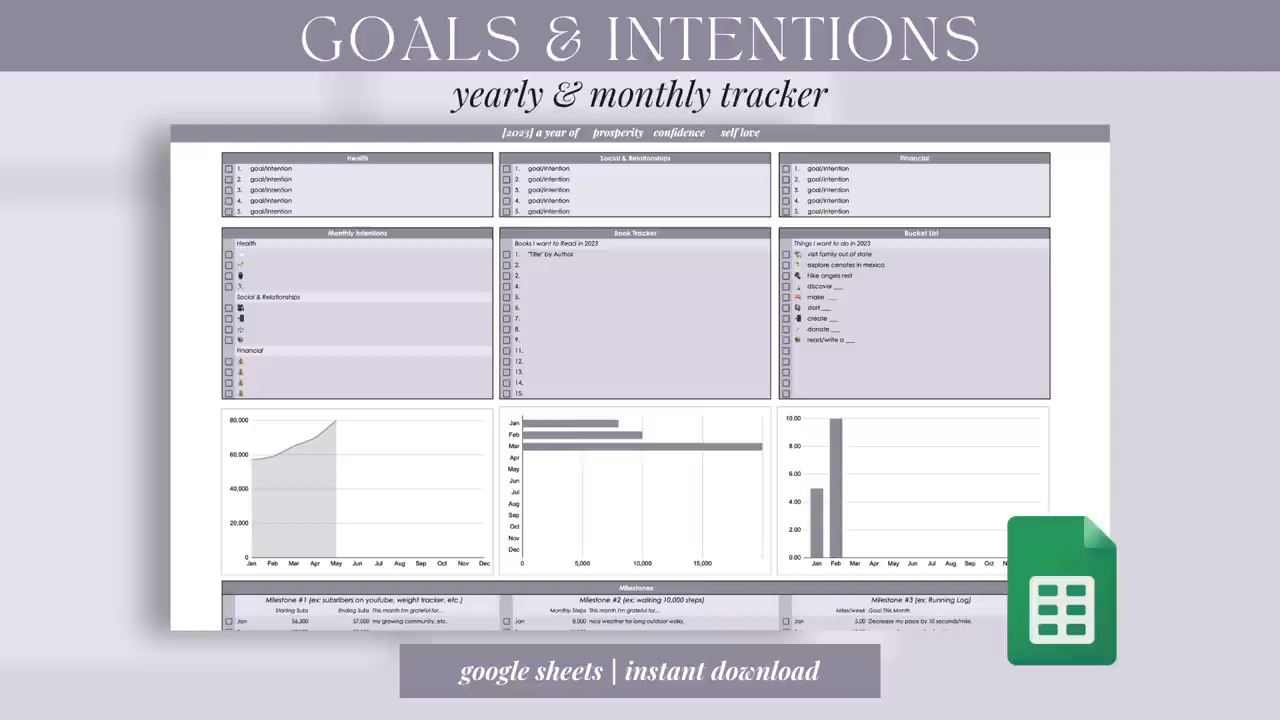 GOALS & INTENTIONS
yearly & monthly tracker
[2023] a year of prosperity confidence self love
Health
1. goal/intention
2. goal/intention
3. goal/intention
4. goal/intention
5. goal/intention
Social & Relationships
1. goal/intention
2. goal/intention
3. goal/intention
4. goal/intention
5. goal/intention
Financial
1. goal/intention
2. goal/intention
3. goal/intention
4. goal/intention
5. goal/intention
Monthly Intentions
Health
Social & Relationships
Financial
Book Tracker
Books I want to Read in 2023
1. "Title" by Author
2.
2.
4.
5.
6.
7.
8.
9.
11.
12.
13.
14.
15.
Bucket List
Things I want to do in 2023
visit family out of state
explore cenotes in mexico
hike angels rest
discover ___
make ___
start ___
create ___
donate ___
read/write a ___
80,000
60,000
40,000
20,000
0
Jan Feb Mar Apr May Jun Jul Aug Sep Oct Nov Dec
Jan
Feb
Mar
Apr
May
Jun
Jul
Aug
Sep
Oct
Nov
Dec
0 5,000 10,000 15,000
10.00
8.00
6.00
4.00
2.00
0.00
Jan Feb Mar Apr May Jun Jul Aug Sep Oct
Milestones
Milestone #1 (ex: subsribers on youtube, weight tracker, etc.)
Starting Subs Ending Subs This month I'm grateful for...
Jan 56,300 57,000 my growing community, etc.
Milestone #2 (ex: walking 10,000 steps)
Monthly Steps This month I'm grateful for...
Jan 8,000 nice weather for long outdoor walks.
Milestone #3 (ex: Running Log)
Miles/week Goal This Month
Jan 5.00 Decrease my pace by 10 seconds/mile.
google sheets | instant download